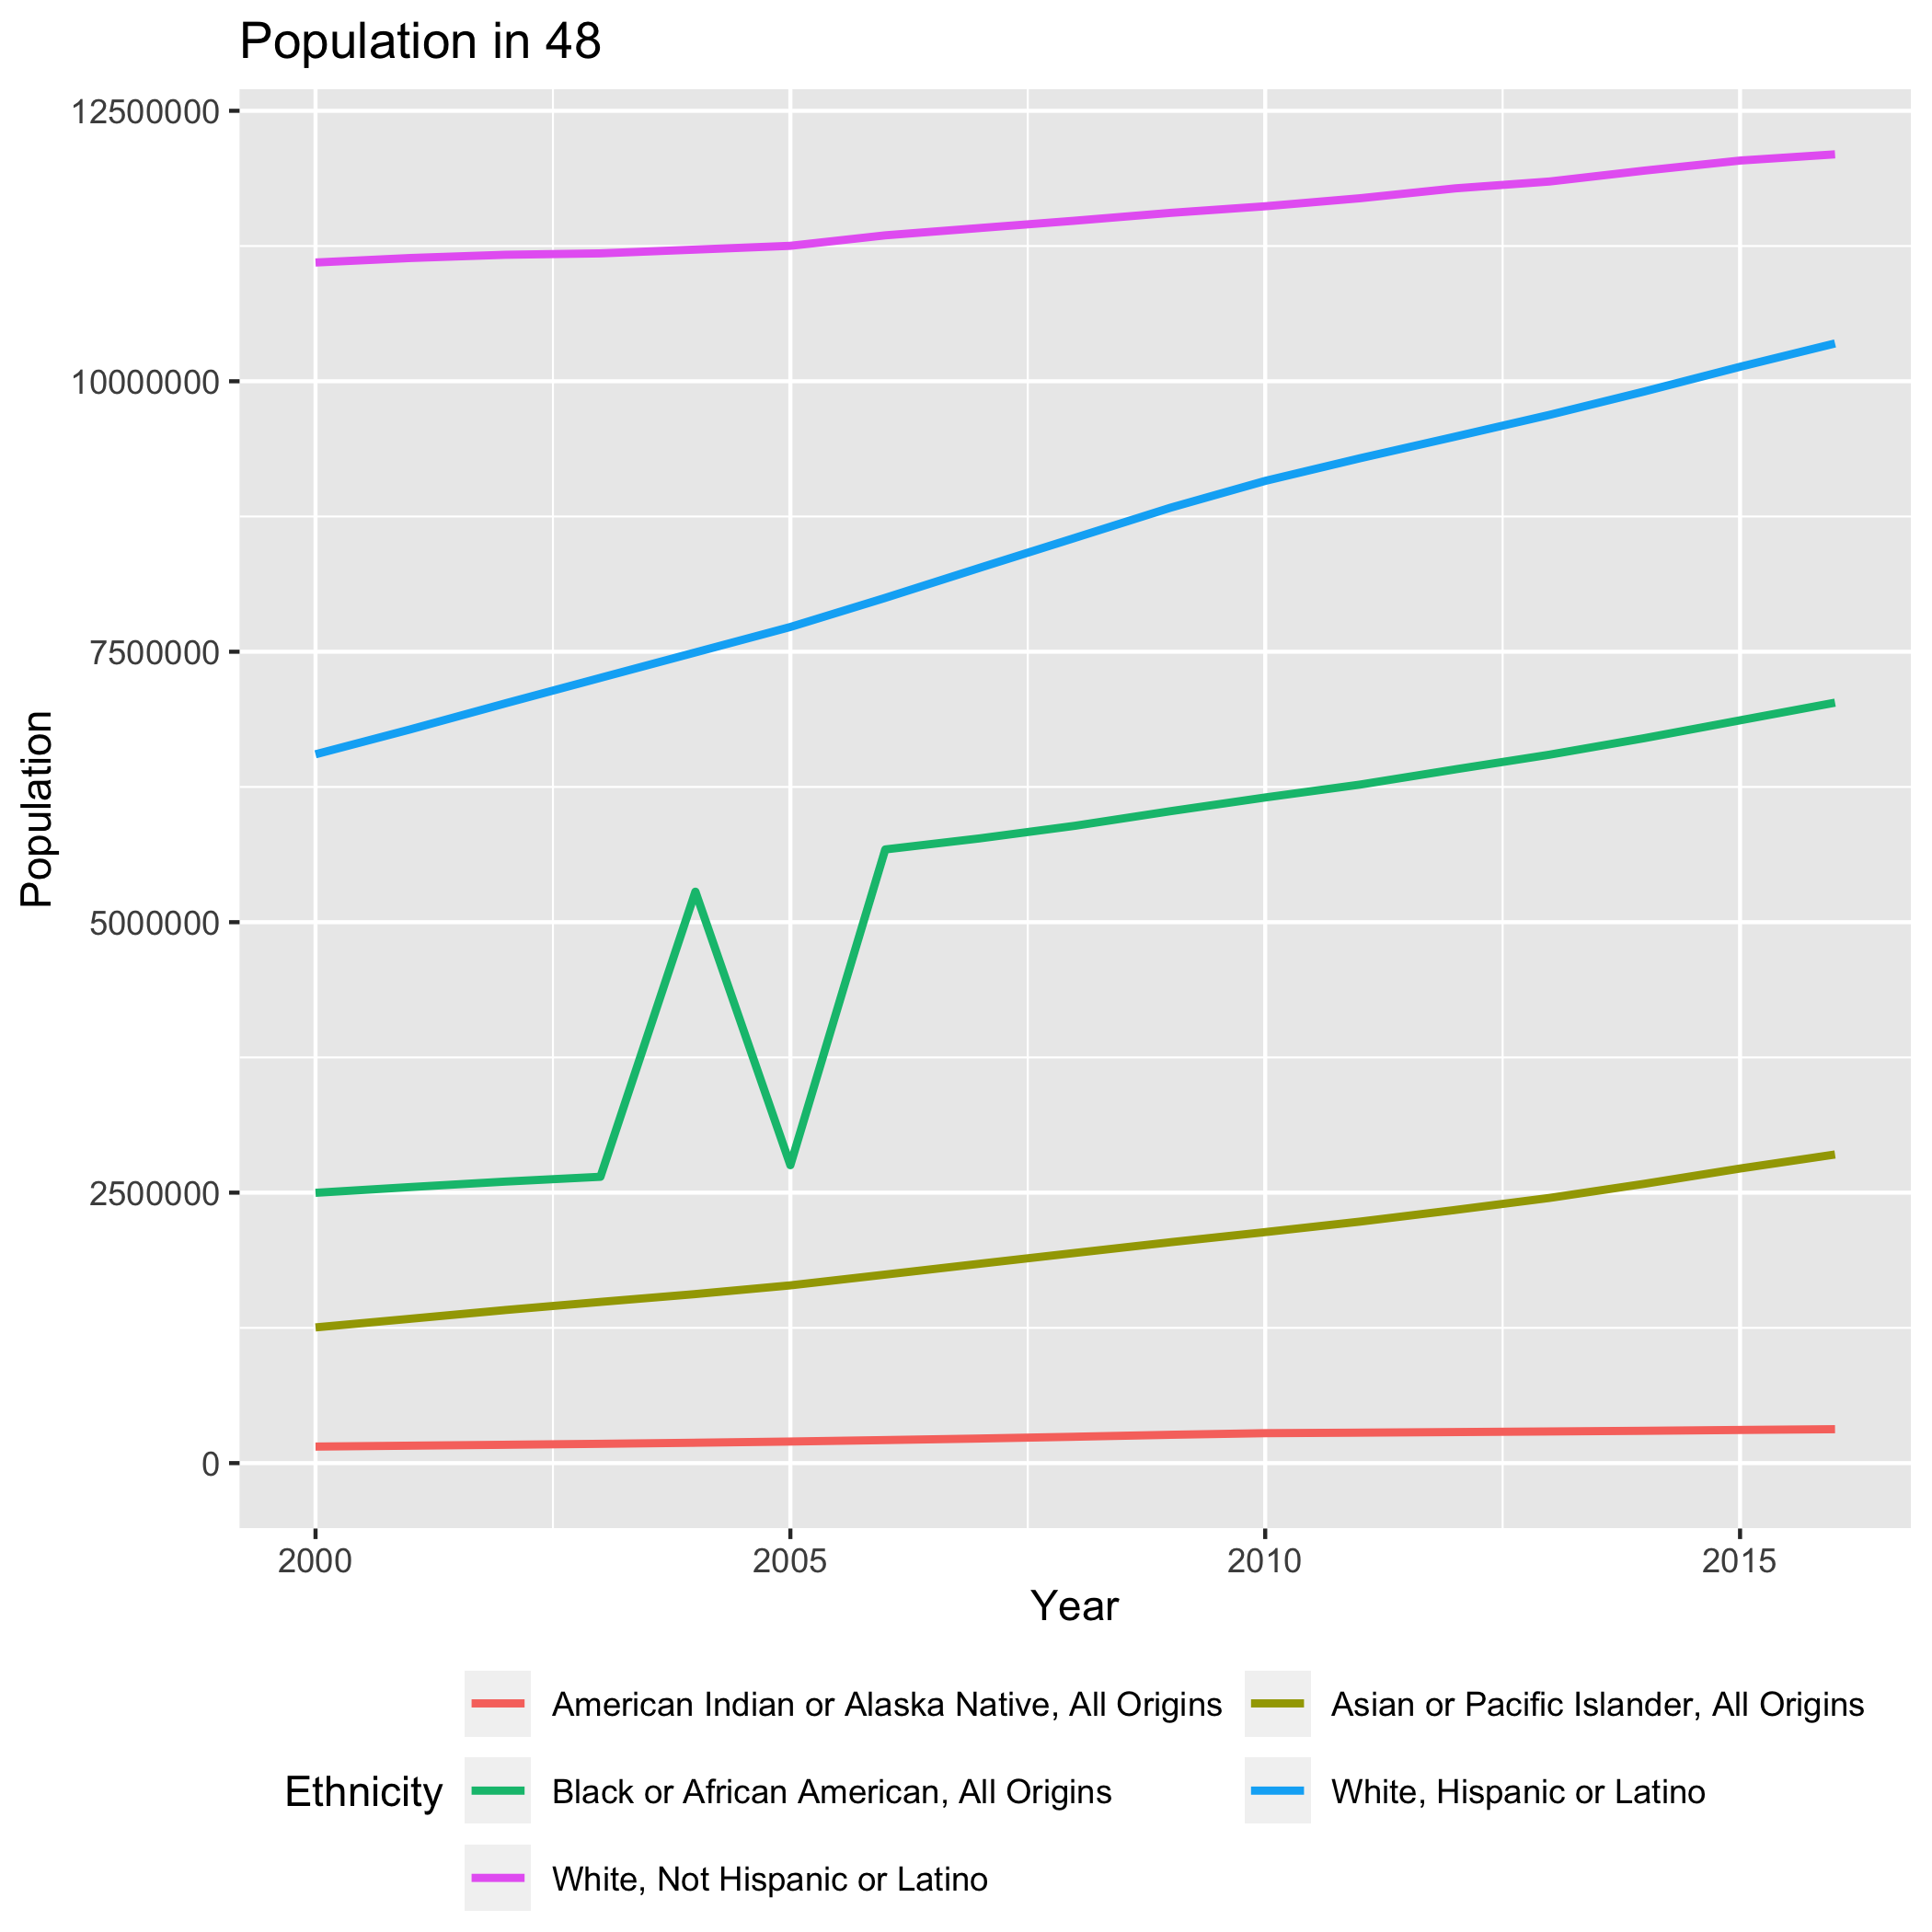 Population in 48
12500000
10000000
7500000
5000000
2500000
0
Population
2000 2005 2010 2015
Year
Ethnicity
American Indian or Alaska Native, All Origins
Asian or Pacific Islander, All Origins
Black or African American, All Origins
White, Hispanic or Latino
White, Not Hispanic or Latino